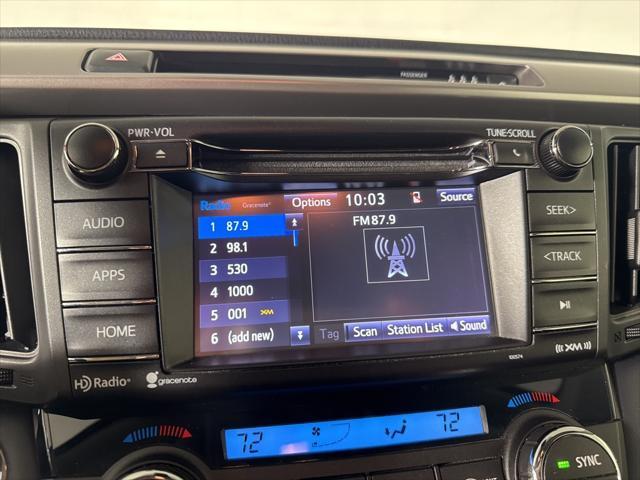 PASSENGER
PWR·VOL
TUNE·SCROLL
Radio Gracenote® Options 10:03 Source
AUDIO
APPS
HOME
1 87.9
2 98.1
3 530
4 1000
5 001 XM
6 (add new)
FM87.9
Tag Scan Station List Sound
SEEK>
<TRACK
HD Radio®
gracenote
100574
((XM))
72
72
SYNC